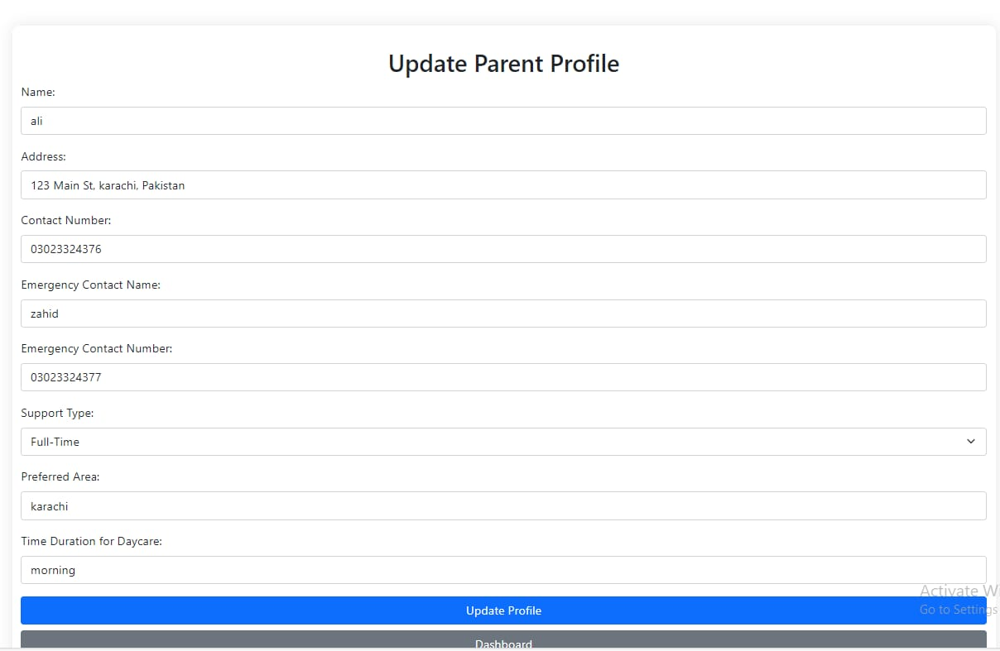 Update Parent Profile
Name:
ali
Address:
123 Main St, karachi, Pakistan
Contact Number:
03023324376
Emergency Contact Name:
zahid
Emergency Contact Number:
03023324377
Support Type:
Full-Time
Preferred Area:
karachi
Time Duration for Daycare:
morning
Activate Wi
Update Profile
Go to Settings
Dashboard